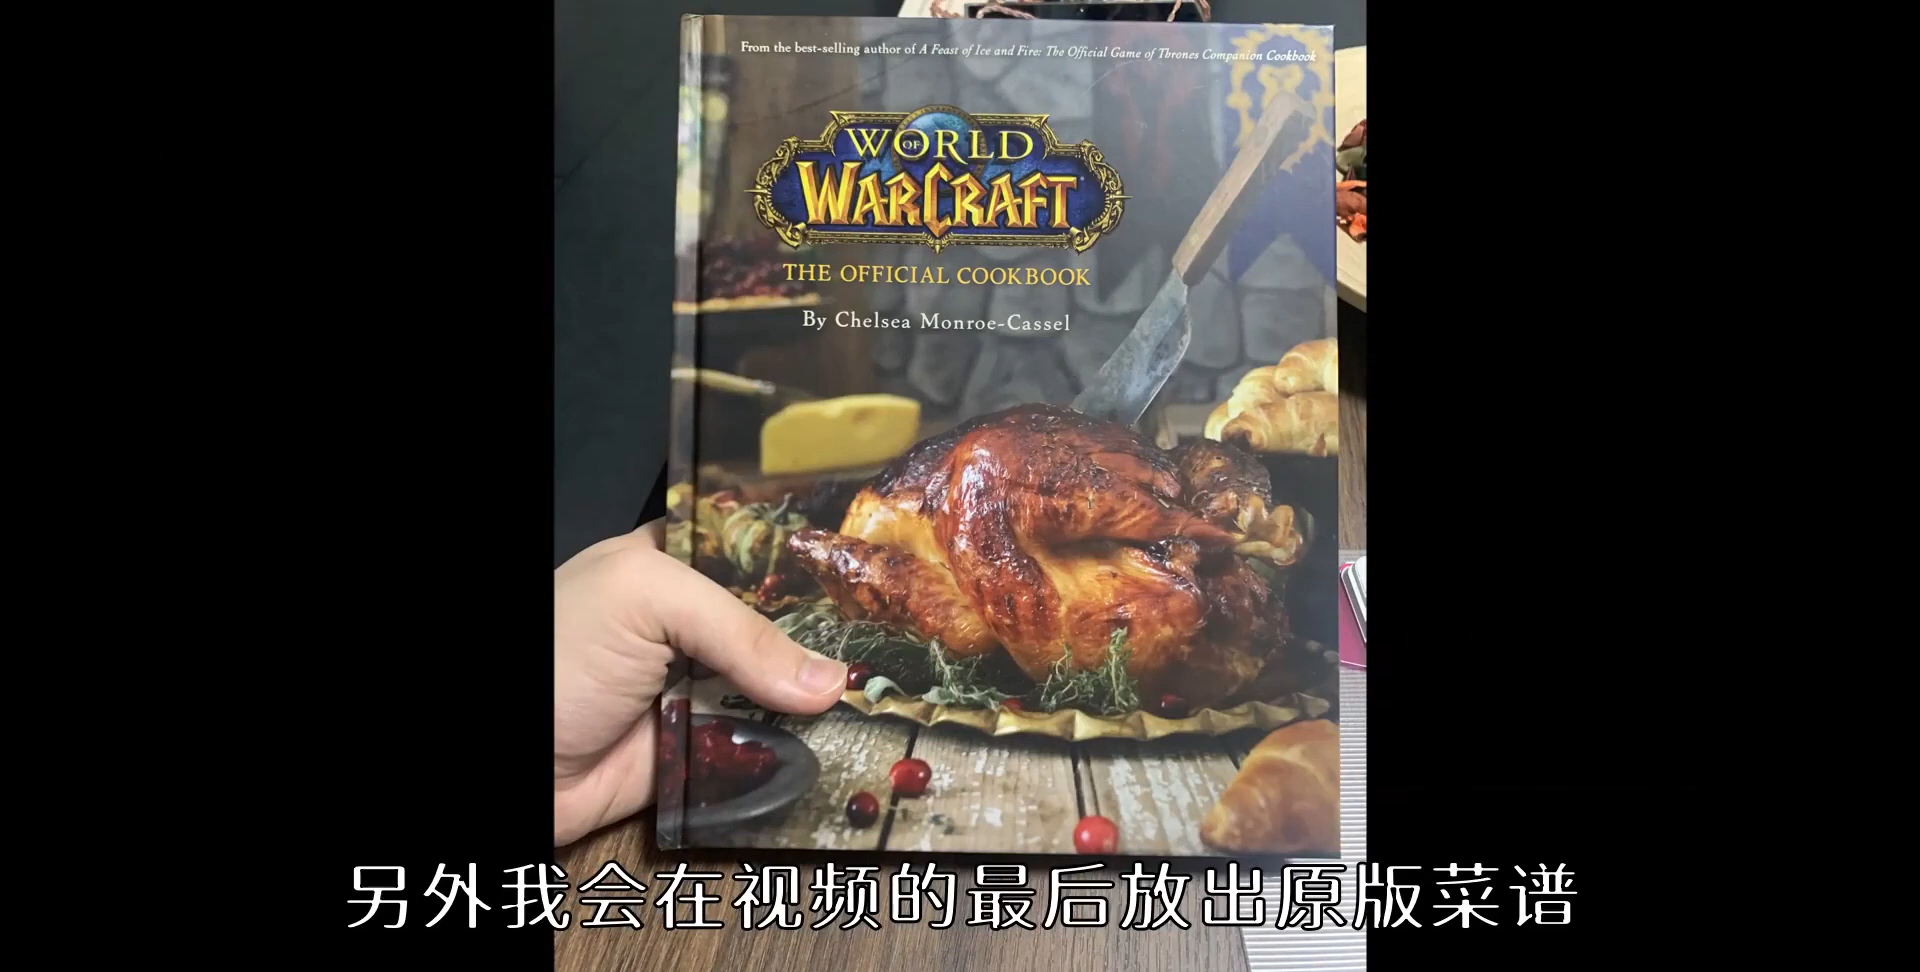 From the best-selling author of A Feast of Ice and Fire: The Official Game of Thrones Companion Cookbook
WORLD
OF
WARCRAFT
THE OFFICIAL COOKBOOK
By Chelsea Monroe-Cassel
另外我会在视频的最后放出原版菜谱